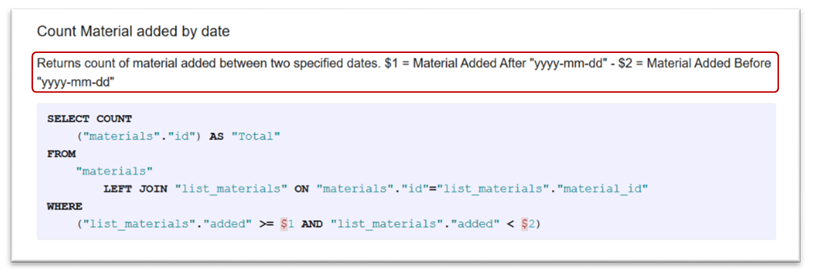 Count Material added by date
Returns count of material added between two specified dates. $1 = Material Added After "yyyy-mm-dd" - $2 = Material Added Before
"yyyy-mm-dd"
SELECT COUNT
("materials"."id") AS "Total"
FROM
"materials"
LEFT JOIN "list_materials" ON "materials"."id"="list_materials"."material_id"
WHERE
("list_materials"."added" >= $1 AND "list_materials"."added" < $2)